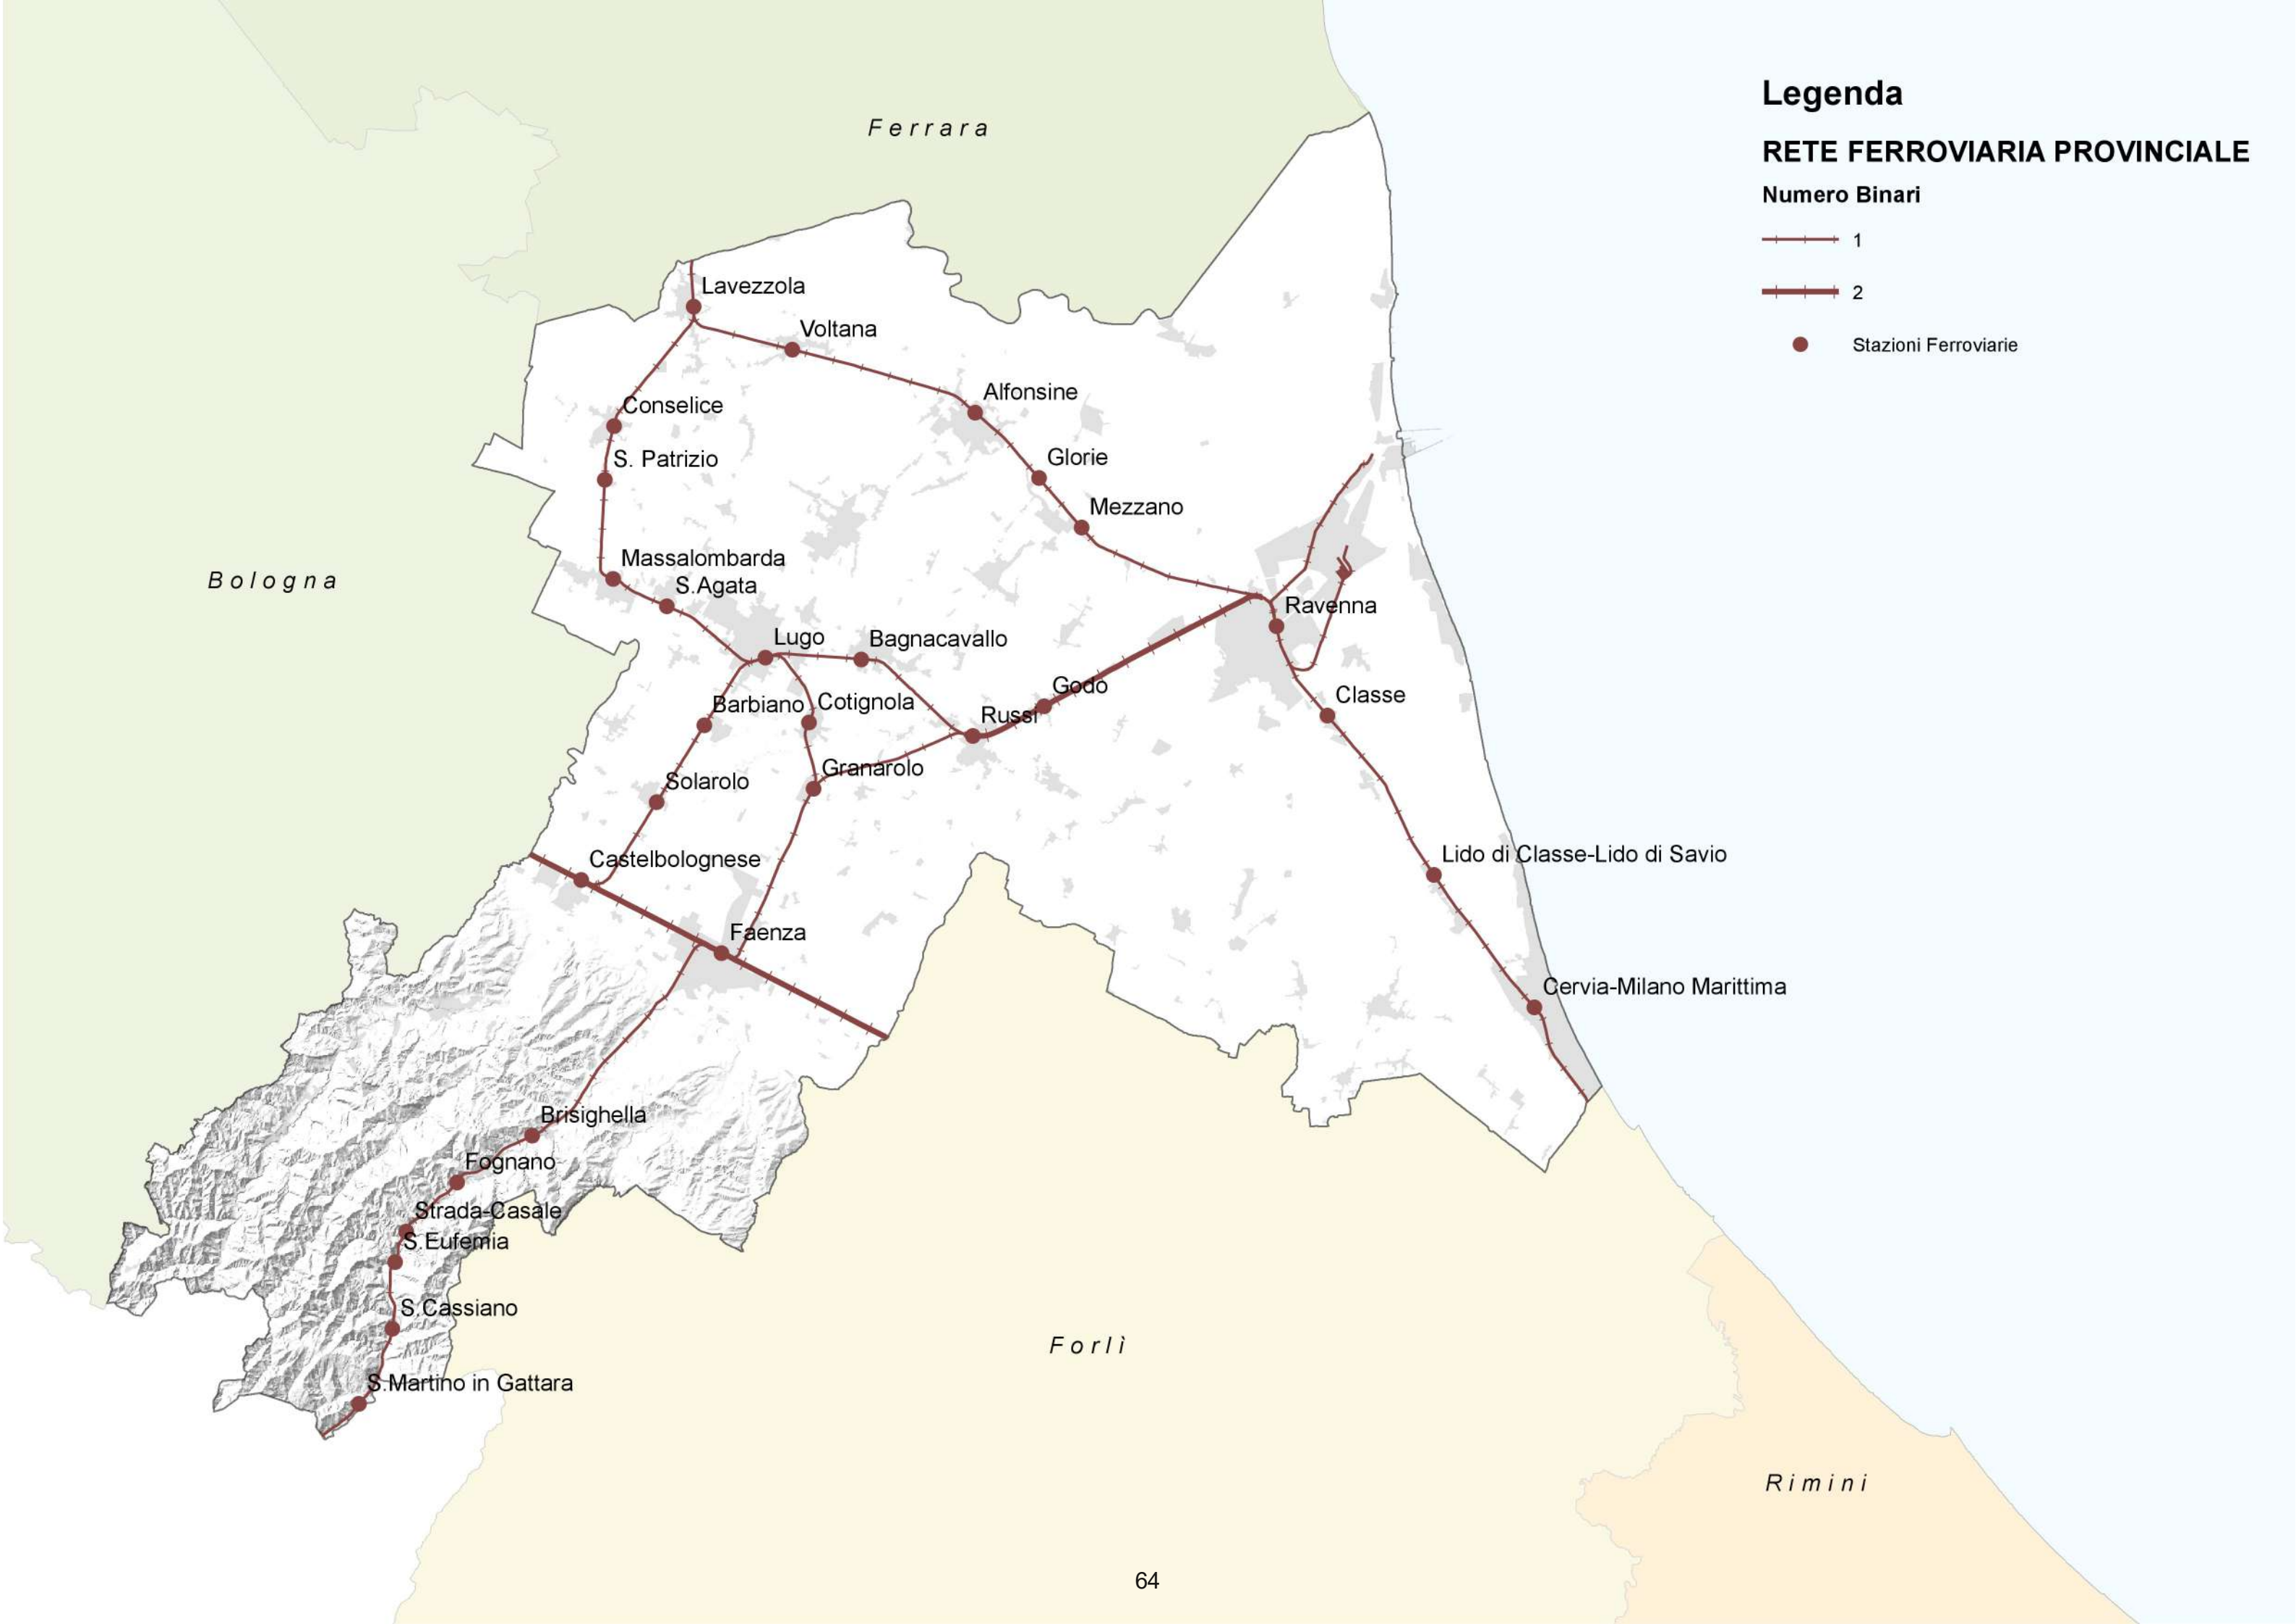 Legenda
RETE FERROVIARIA PROVINCIALE
Numero Binari
1
2
Stazioni Ferroviarie
Ferrara
Lavezzola
Voltana
Alfonsine
Conselice
S. Patrizio
Glorie
Mezzano
Massalombarda
S.Agata
Bologna
Ravenna
Lugo
Bagnacavallo
Godo
Classe
Barbiano
Cotignola
Russi
Granarolo
Solarolo
Castelbolognese
Lido di Classe-Lido di Savio
Faenza
Cervia-Milano Marittima
Brisighella
Fognano
Strada-Casale
S.Eufemia
S.Cassiano
Forlì
S.Martino in Gattara
Rimini
64